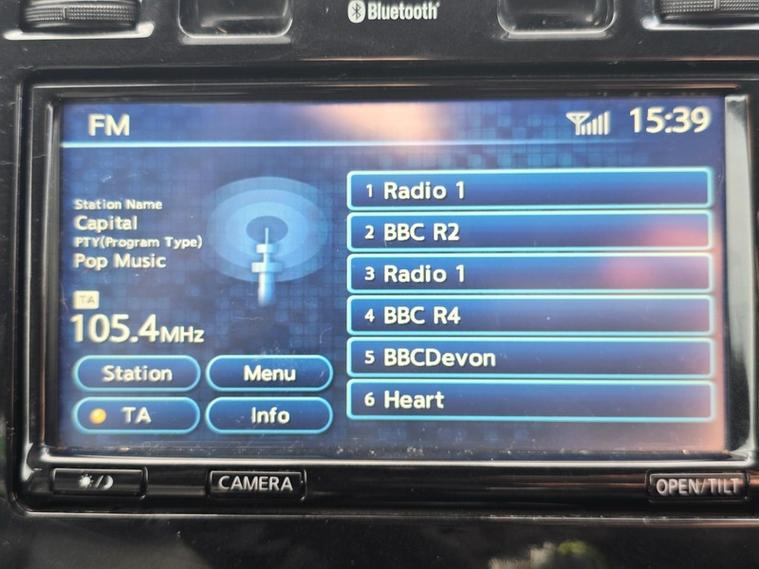 Bluetooth
FM
15:39
Station Name
Capital
PTY(Program Type)
Pop Music
TA
105.4MHz
Station
Menu
TA
Info
1 Radio 1
2 BBC R2
3 Radio 1
4 BBC R4
5 BBCDevon
6 Heart
CAMERA
OPEN/TILT